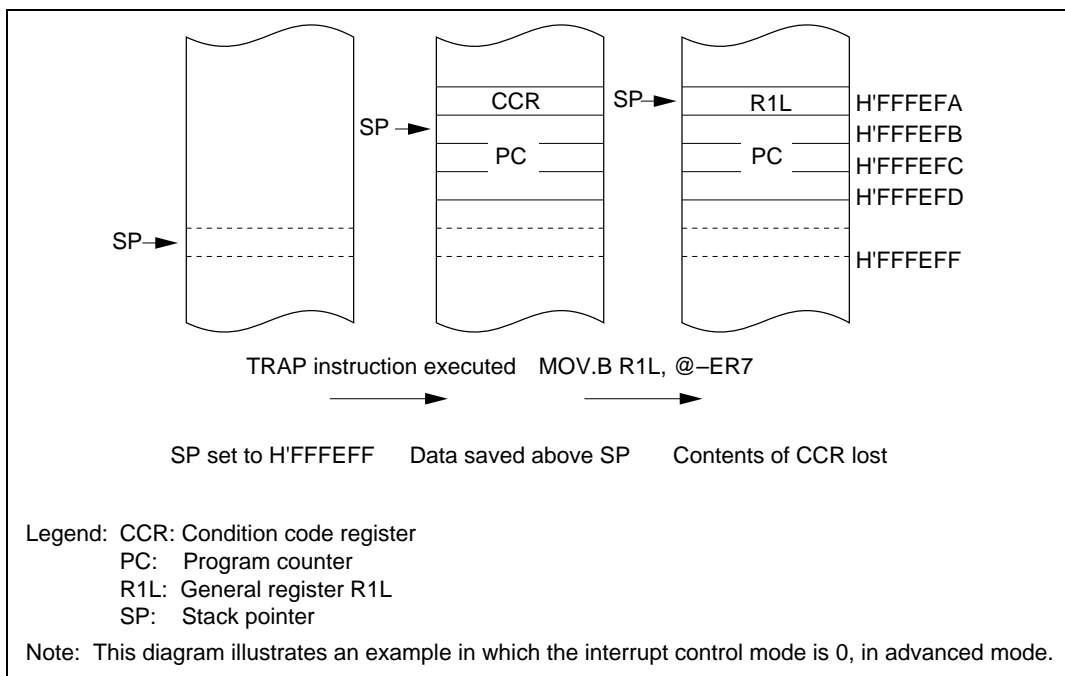 CCR
SP
R1L
H'FFFEFA
SP
H'FFFEFB
PC
PC
H'FFFEFC
H'FFFEFD
SP
H'FFFEFF
TRAP instruction executed
MOV.B R1L, @–ER7
SP set to H'FFFEFF
Data saved above SP
Contents of CCR lost
Legend: CCR: Condition code register
PC: Program counter
R1L: General register R1L
SP: Stack pointer
Note: This diagram illustrates an example in which the interrupt control mode is 0, in advanced mode.